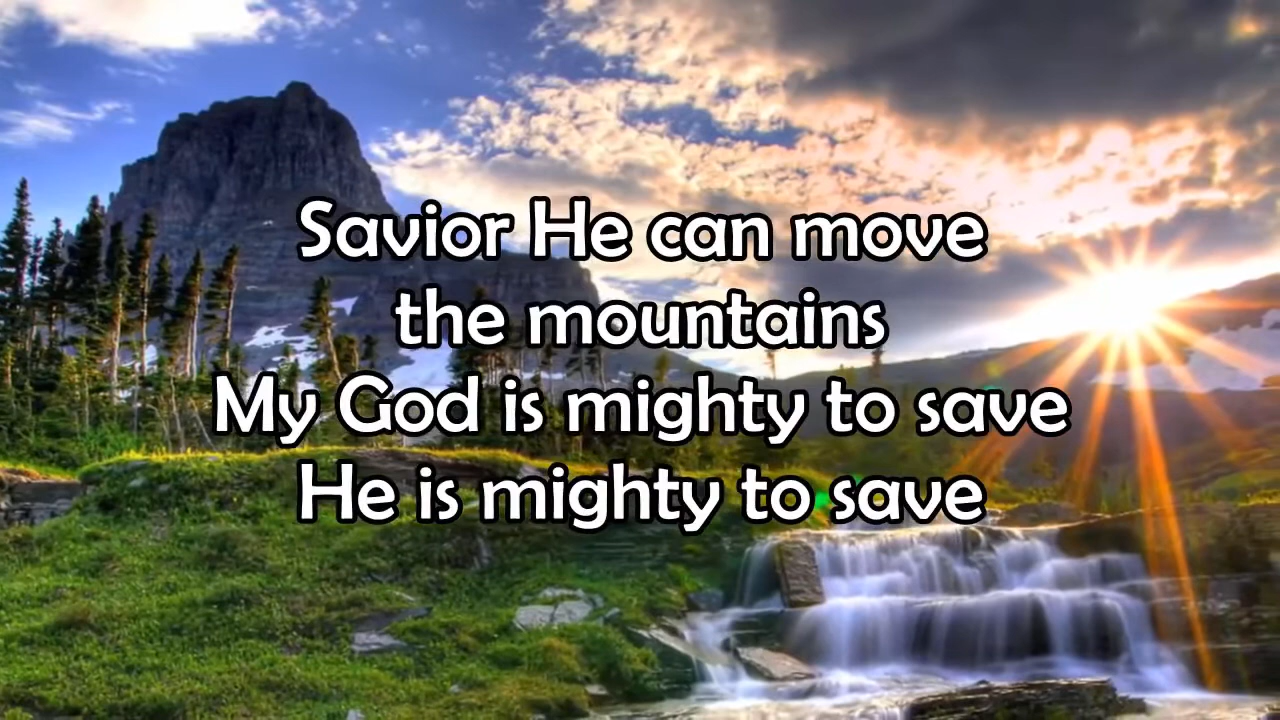 Savior He can move
the mountains
My God is mighty to save
He is mighty to save